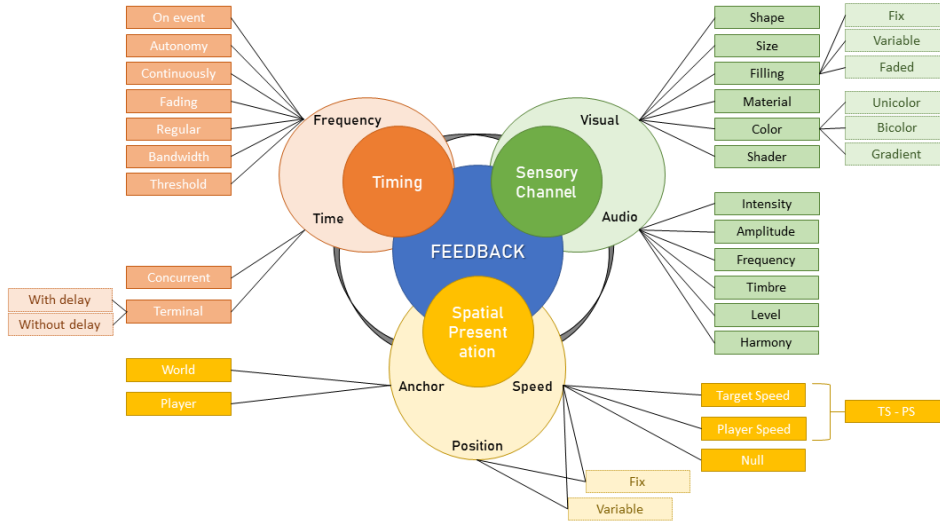 On event
Autonomy
Continuously
Fading
Regular
Bandwidth
Threshold
Frequency
Time
Timing
Concurrent
Terminal
With delay
Without delay
Visual
Audio
Sensory
Channel
Shape
Size
Filling
Material
Color
Shader
Fix
Variable
Faded
Unicolor
Bicolor
Gradient
Intensity
Amplitude
Frequency
Timbre
Level
Harmony
FEEDBACK
Spatial
Present
ation
Anchor
Speed
Position
World
Player
Target Speed
Player Speed
Null
TS - PS
Fix
Variable